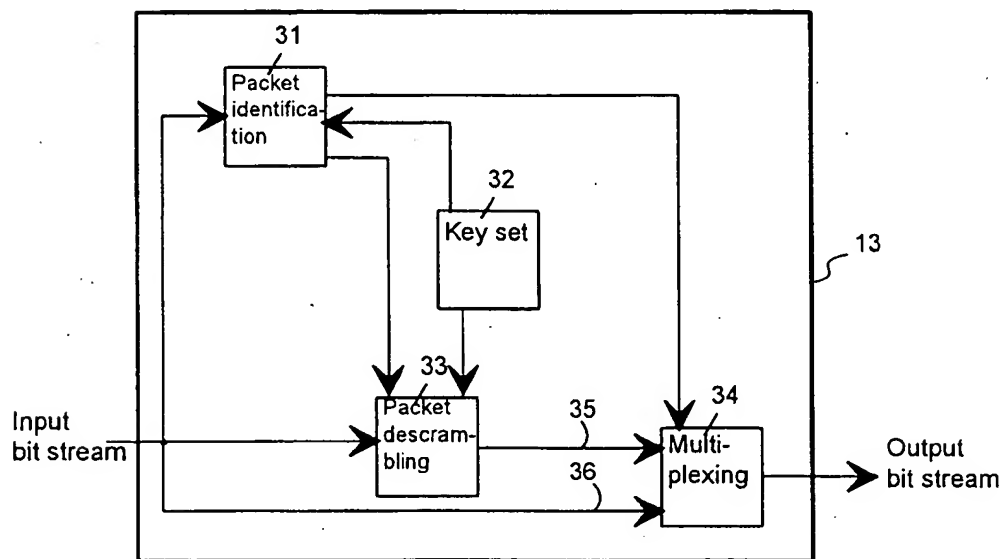 31
Packet
identifica-
tion
32
Key set
13
33
Packet
descram-
bling
Input
bit stream
35
36
34
Multi-
plexing
Output
bit stream